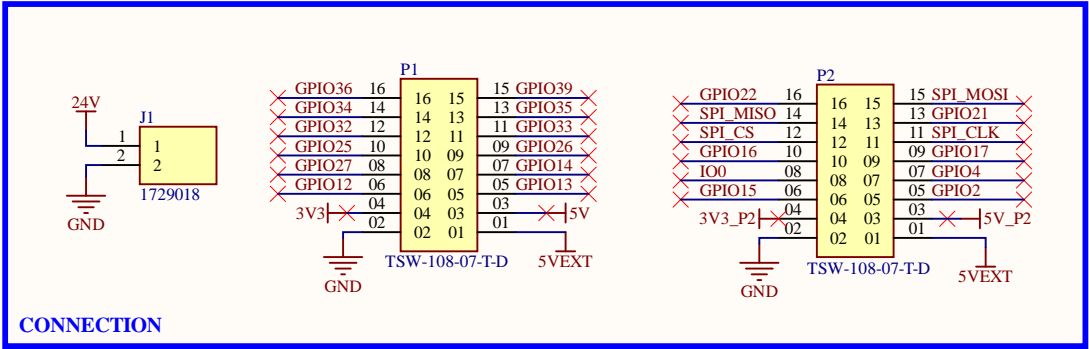 24V
J1
1 1
2 2
1729018
GND
P1
GPIO36 16 16 15 15 GPIO39
GPIO34 14 14 13 13 GPIO35
GPIO32 12 12 11 11 GPIO33
GPIO25 10 10 09 09 GPIO26
GPIO27 08 08 07 07 GPIO14
GPIO12 06 06 05 05 GPIO13
3V3 04 04 03 03 5V
02 02 01 01
TSW-108-07-T-D
GND
5VEXT
P2
GPIO22 16 16 15 15 SPI_MOSI
SPI_MISO 14 14 13 13 GPIO21
SPI_CS 12 12 11 11 SPI_CLK
GPIO16 10 10 09 09 GPIO17
IO0 08 08 07 07 GPIO4
GPIO15 06 06 05 05 GPIO2
3V3_P2 04 04 03 03 5V_P2
02 02 01 01
TSW-108-07-T-D
GND
5VEXT
CONNECTION